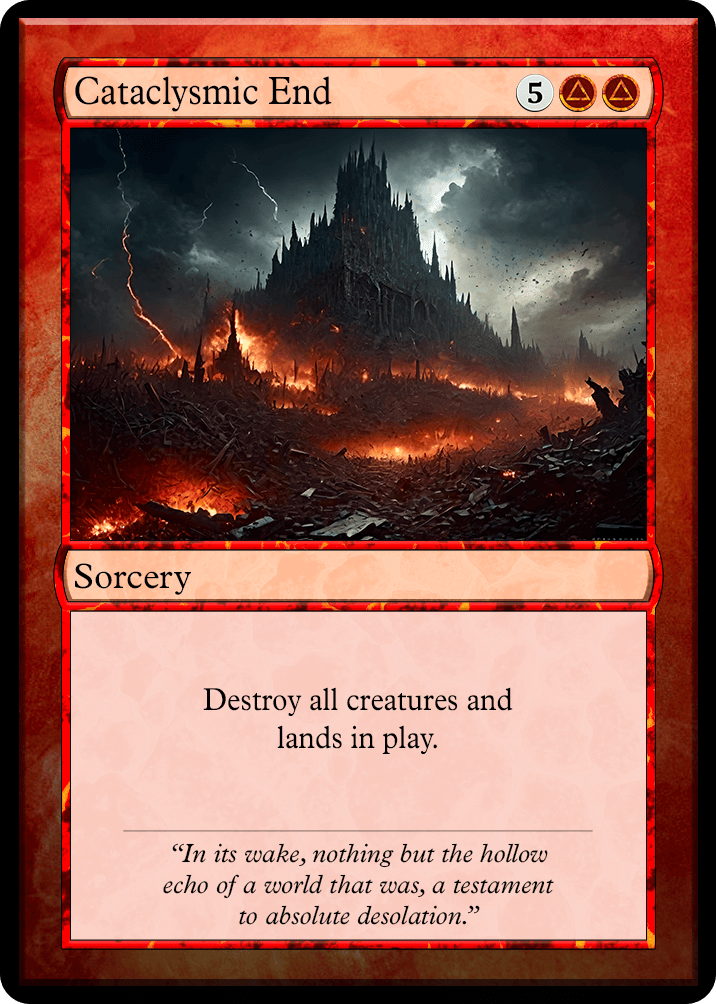 Cataclysmic End 5
Sorcery
Destroy all creatures and
lands in play.
“In its wake, nothing but the hollow
echo of a world that was, a testament
to absolute desolation.”